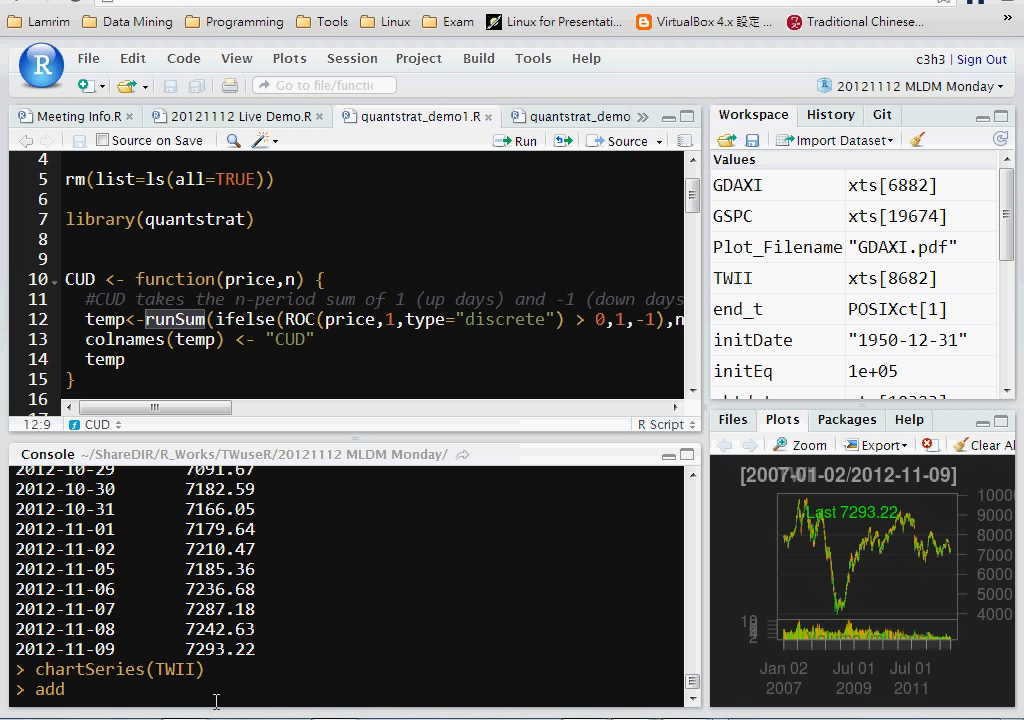 Lamrim Data Mining Programming Tools Linux Exam Linux for Presentati... VirtualBox 4.x 設定 ... Traditional Chinese... »
R File Edit Code View Plots Session Project Build Tools Help c3h3 | Sign Out
Go to file/functic 20121112 MLDM Monday
Meeting Info.R × 20121112 Live Demo.R × quantstrat_demo1.R × quantstrat_demo »
Source on Save Run Source
4
5 rm(list=ls(all=TRUE))
6
7 library(quantstrat)
8
9
10 CUD <- function(price,n) {
11 #CUD takes the n-period sum of 1 (up days) and -1 (down days
12 temp<-runSum(ifelse(ROC(price,1,type="discrete") > 0,1,-1),n
13 colnames(temp) <- "CUD"
14 temp
15 }
16
12:9 CUD R Script
Console ~/ShareDIR/R_Works/TWuseR/20121112 MLDM Monday/
2012-10-29 7091.67
2012-10-30 7182.59
2012-10-31 7166.05
2012-11-01 7179.64
2012-11-02 7210.47
2012-11-05 7185.36
2012-11-06 7236.68
2012-11-07 7287.18
2012-11-08 7242.63
2012-11-09 7293.22
> chartSeries(TWII)
> add
Workspace History Git
Import Dataset
Values
GDAXI xts[6882]
GSPC xts[19674]
Plot_Filename "GDAXI.pdf"
TWII xts[8682]
end_t POSIXct[1]
initDate "1950-12-31"
initEq 1e+05
Files Plots Packages Help
Zoom Export Clear Al
[2007-01-02/2012-11-09]
Last 7293.22
10000
9000
8000
7000
6000
5000
4000
Jan 02 2007
Jul 01 2009
Jul 01 2011